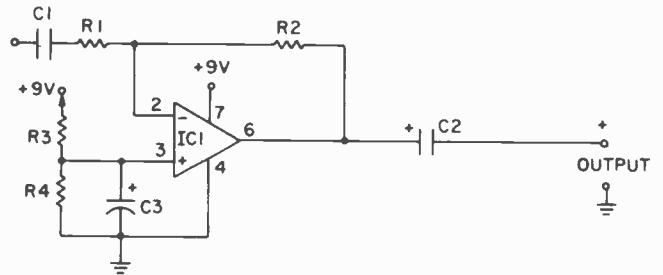 C1
R1
R2
+9V
+9V
2
7
-
IC1
6
+
C2
+
R3
3
+
4
OUTPUT
R4
+
C3